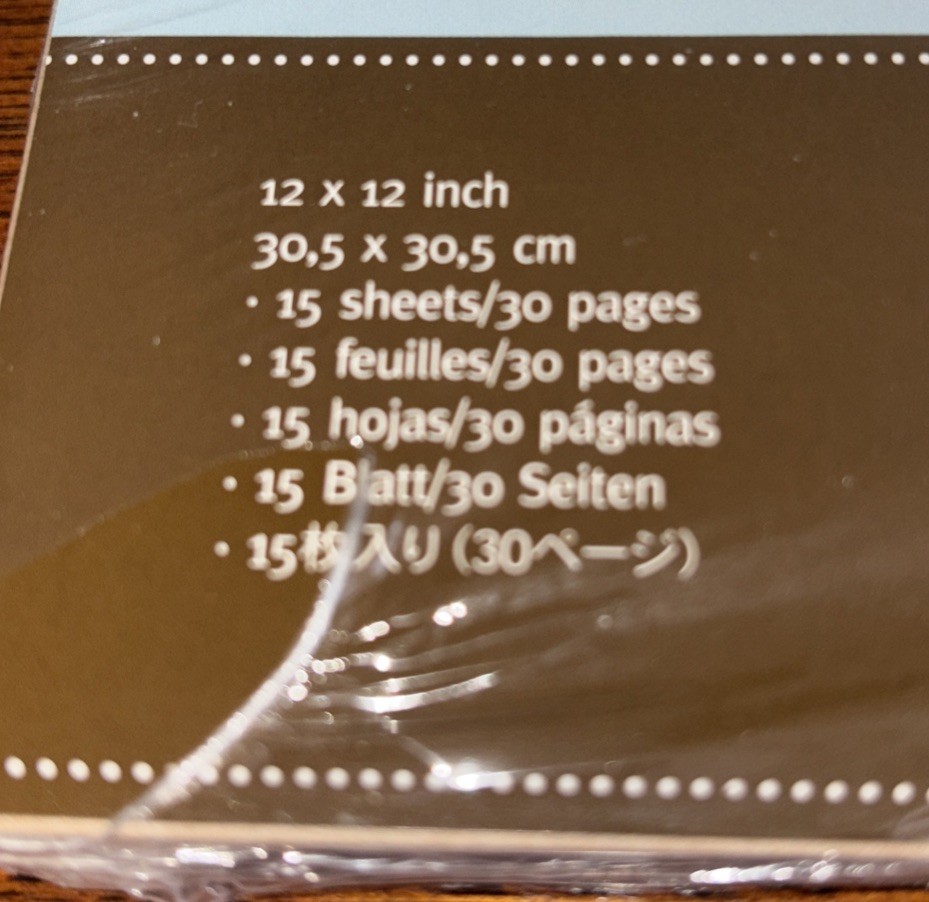 12 x 12 inch
30,5 x 30,5 cm
• 15 sheets/30 pages
• 15 feuilles/30 pages
• 15 hojas/30 páginas
• 15 Blatt/30 Seiten
• 15枚入り(30ページ)